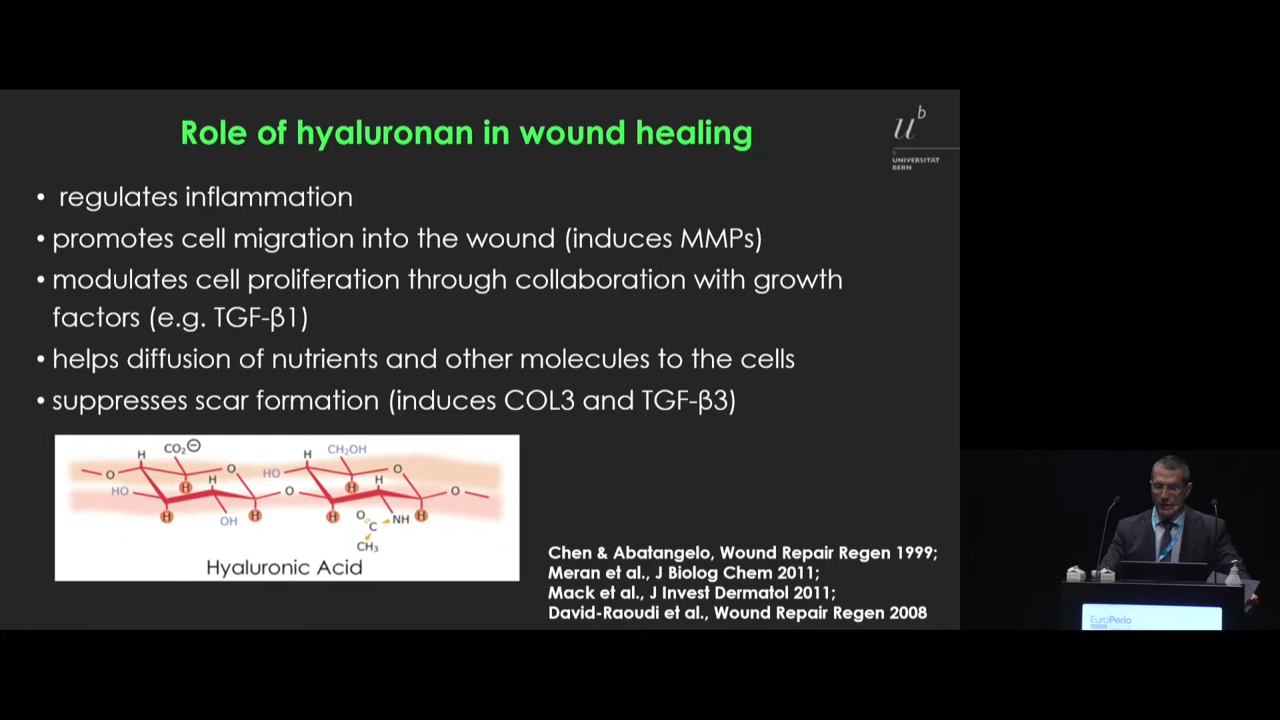 Role of hyaluronan in wound healing
u^b
UNIVERSITÄT
BERN
• regulates inflammation
• promotes cell migration into the wound (induces MMPs)
• modulates cell proliferation through collaboration with growth
factors (e.g. TGF-β1)
• helps diffusion of nutrients and other molecules to the cells
• suppresses scar formation (induces COL3 and TGF-β3)
CO₂⊖
CH₂OH
H
H
O
O
HO
O
H
H
HO
H
H
O
O
OH
H
H
H
O
C
NH
H
CH₃
Hyaluronic Acid
Chen & Abatangelo, Wound Repair Regen 1999;
Meran et al., J Biolog Chem 2011;
Mack et al., J Invest Dermatol 2011;
David-Raoudi et al., Wound Repair Regen 2008
EuroPerio